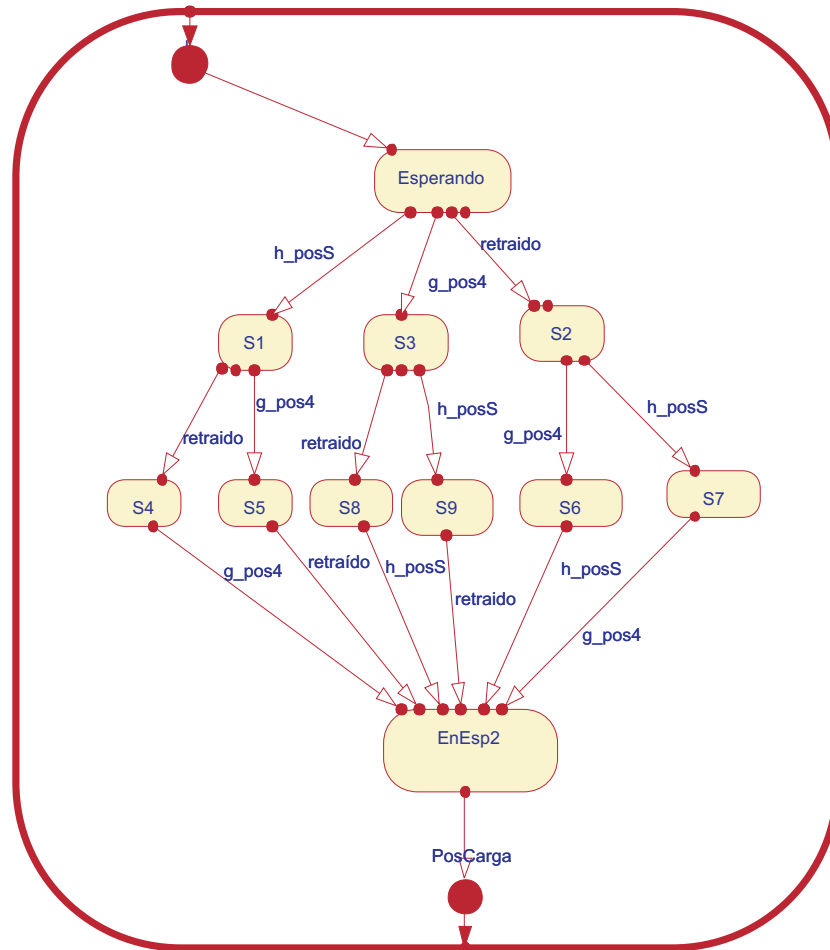 Esperando
retraido
h_posS
g_pos4
S1
S3
S2
g_pos4
h_posS
h_posS
retraido
retraido
g_pos4
S4
S5
S8
S9
S6
S7
g_pos4
retraído
h_posS
retraido
h_posS
g_pos4
EnEsp2
PosCarga